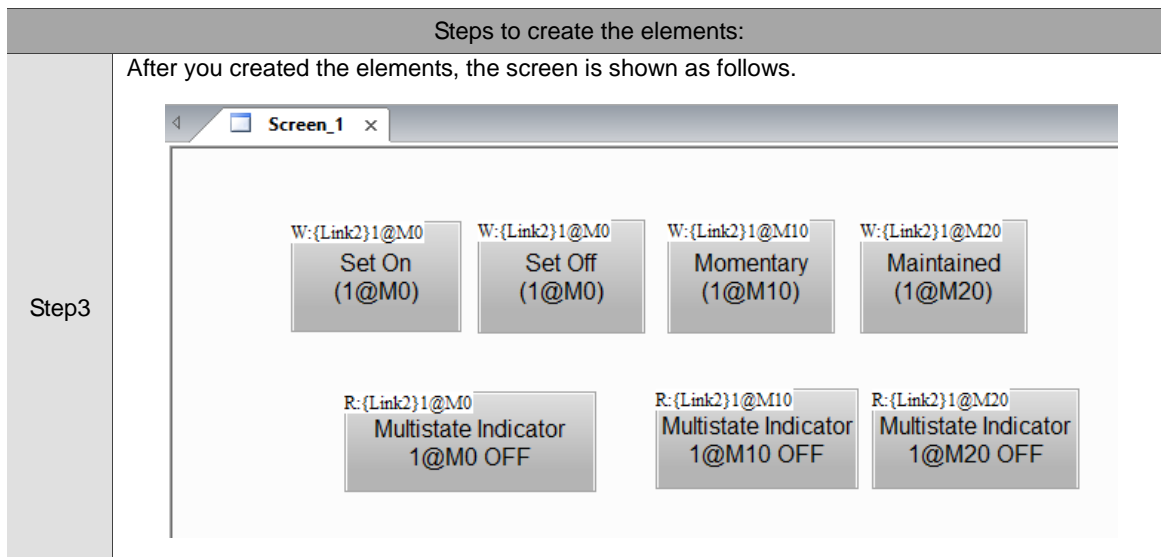 Steps to create the elements:
Step3
After you created the elements, the screen is shown as follows.
Screen_1 ×
W:{Link2}1@M0
Set On
(1@M0)
W:{Link2}1@M0
Set Off
(1@M0)
W:{Link2}1@M10
Momentary
(1@M10)
W:{Link2}1@M20
Maintained
(1@M20)
R:{Link2}1@M0
Multistate Indicator
1@M0 OFF
R:{Link2}1@M10
Multistate Indicator
1@M10 OFF
R:{Link2}1@M20
Multistate Indicator
1@M20 OFF